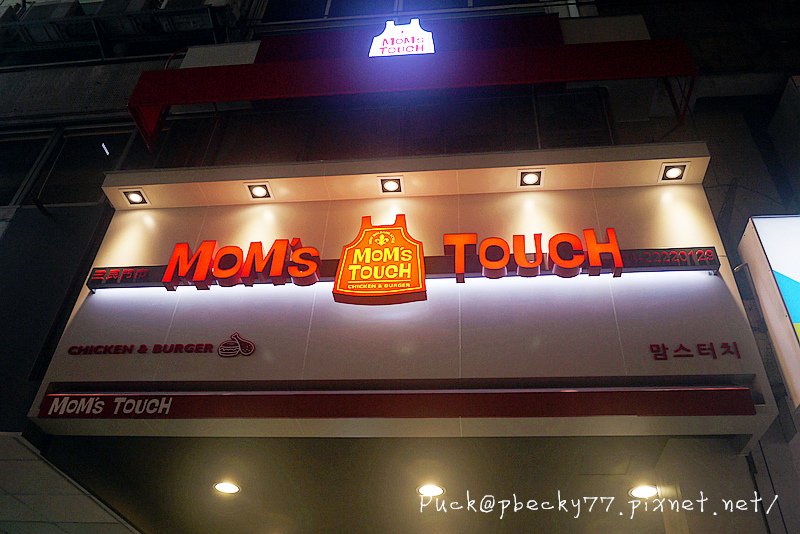 MOM'S
TOUCH
MOM'S
MOM'S
TOUCH
CHICKEN & BURGER
TOUCH
22220129
CHICKEN & BURGER
맘스터치
MOM'S TOUCH
Puck@pbecky77.pixnet.net/